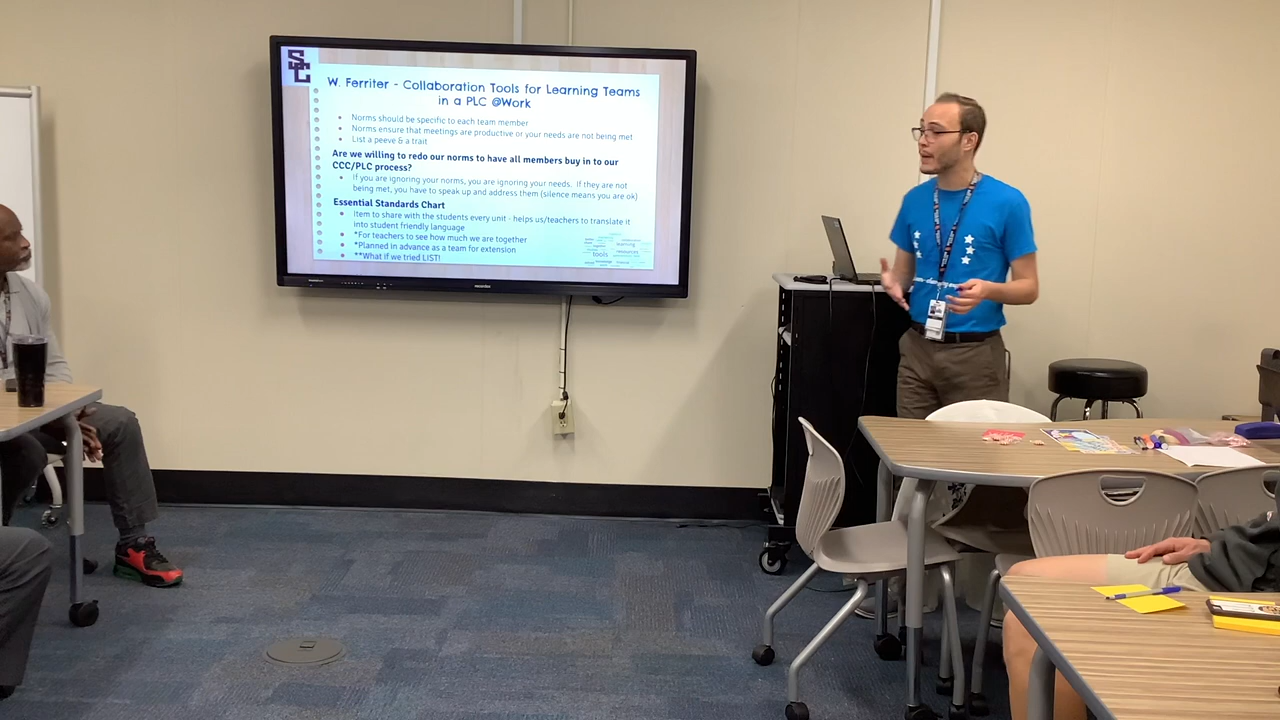 SC
W. Ferriter - Collaboration Tools for Learning Teams
in a PLC @Work
Norms should be specific to each team member
Norms ensure that meetings are productive or your needs are not being met
List a peeve & a trait
Are we willing to redo our norms to have all members buy in to our
CCC/PLC process?
If you are ignoring your norms, you are ignoring your needs. If they are not
being met, you have to speak up and address them (silence means you are ok)
Essential Standards Chart
Item to share with the students every unit - helps us/teachers to translate it
into student friendly language
*For teachers to see how much we are together
*Planned in advance as a team for extension
**What if we tried LIST!
learning
resources
tools